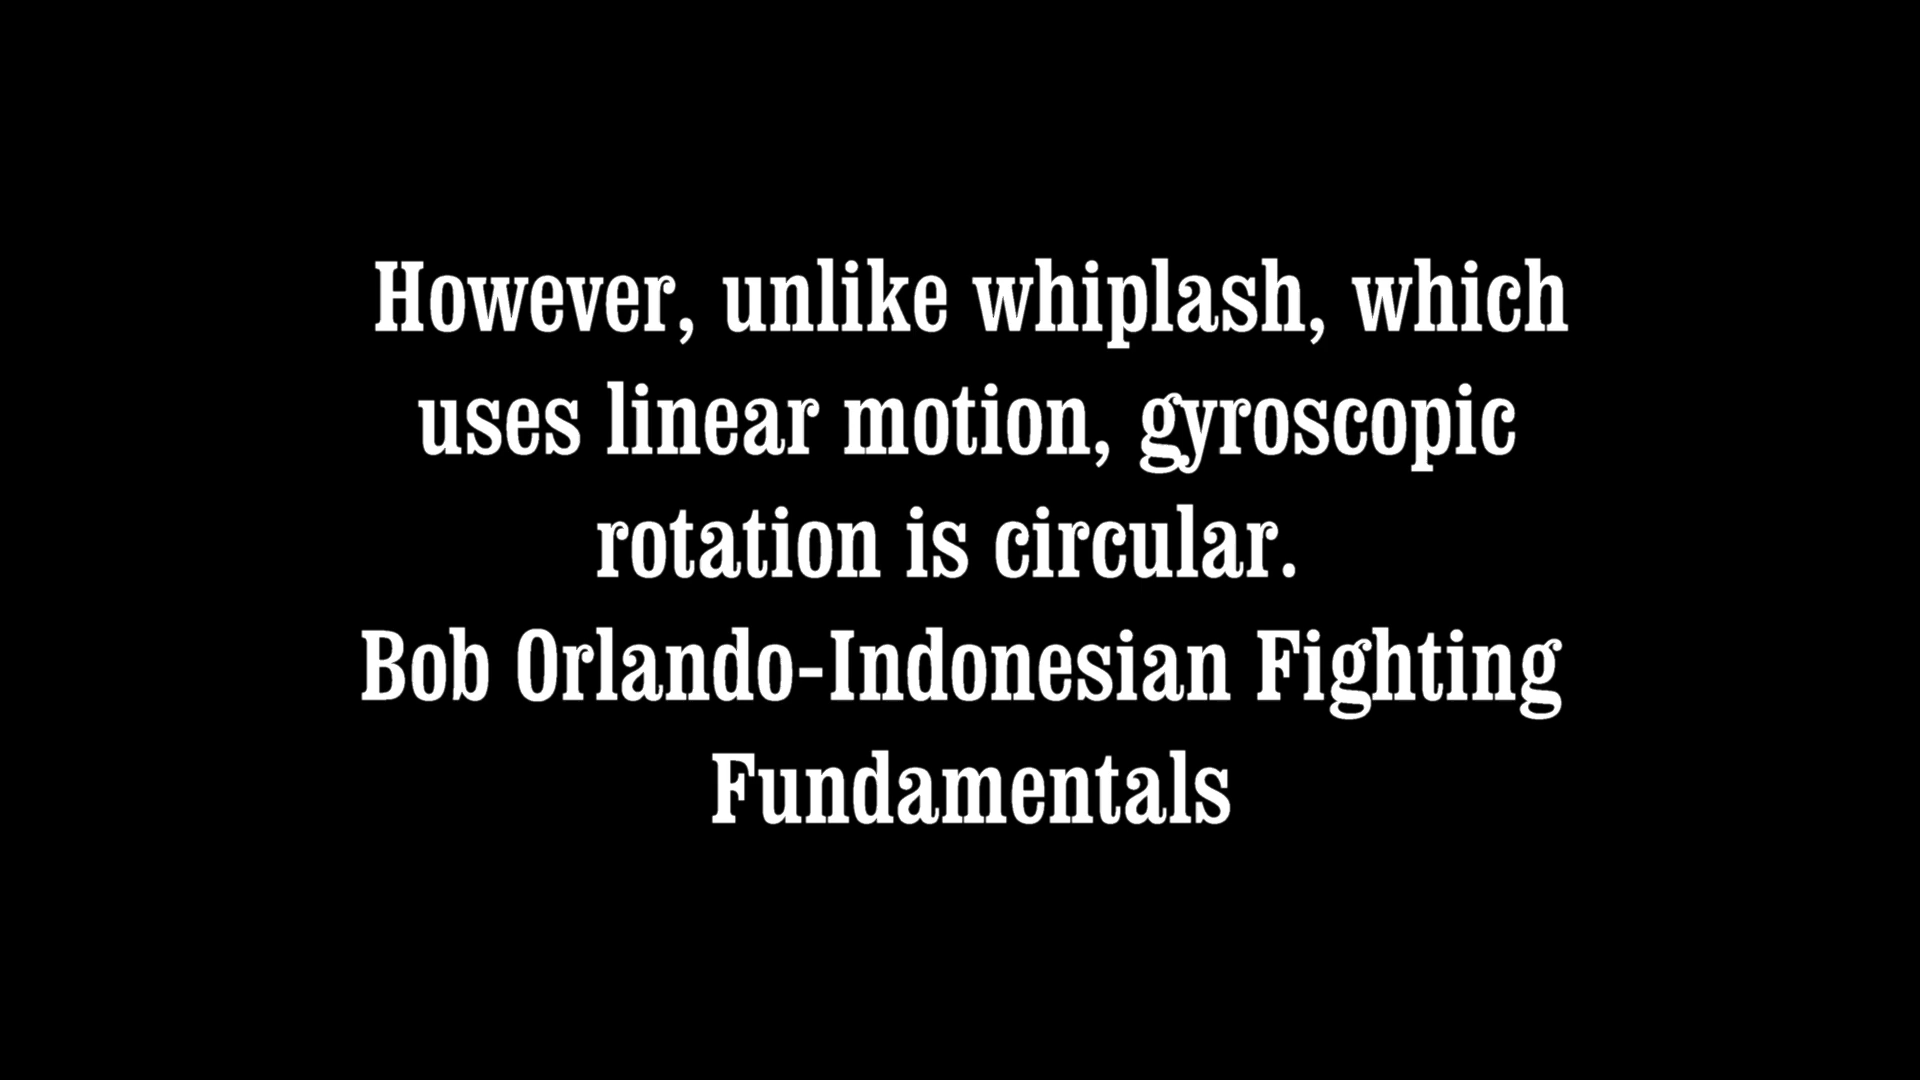 However, unlike whiplash, which
uses linear motion, gyroscopic
rotation is circular.
Bob Orlando-Indonesian Fighting
Fundamentals